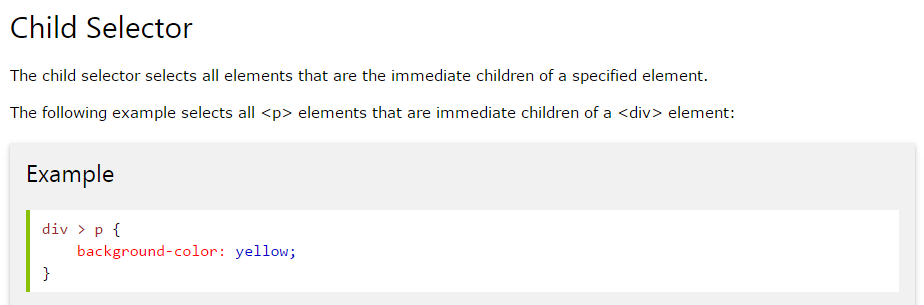 Child Selector
The child selector selects all elements that are the immediate children of a specified element.
The following example selects all <p> elements that are immediate children of a <div> element:
Example
div > p {
    background-color: yellow;
}